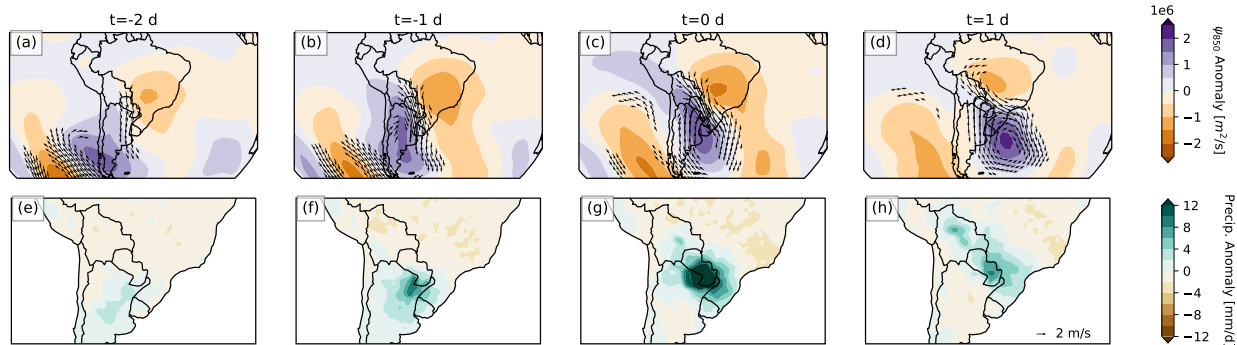 t=-2 d
t=-1 d
t=0 d
t=1 d
(a)
(b)
(c)
(d)
1e6
2
1
0
−1
−2
ψ850 Anomaly [m²/s]
(e)
(f)
(g)
(h)
2 m/s
12
8
4
0
−4
−8
−12
Precip. Anomaly [mm/d]